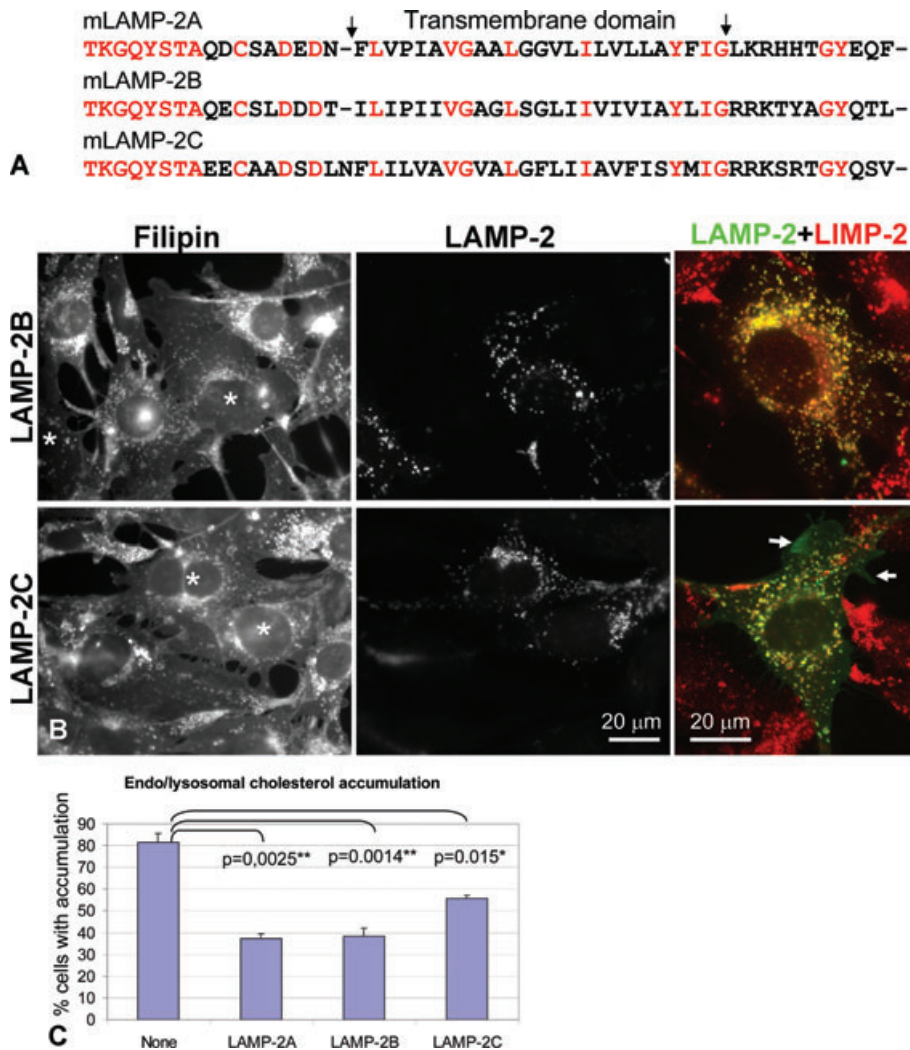 mLAMP-2A
Transmembrane domain
TKGQYSTAQDCSADEDN-FLVPIAVGAALGGVLILVLLAYFIGLKRHHTGYEQF-
mLAMP-2B
TKGQYSTAQECSLDDDT-ILIPIIVGAGLSGLIIVIVIAYLIGRRKTYAGYQTL-
mLAMP-2C
TKGQYSTAEECAADSDLNFLILVAVGVALGFLIIAVFISYMIGRRKSRTGYQSV-
A
Filipin
LAMP-2
LAMP-2+LIMP-2
LAMP-2B
* *
LAMP-2C
* *
B
20 μm
20 μm
Endo/lysosomal cholesterol accumulation
% cells with accumulation
90
80
70
60
50
40
30
20
10
0
p=0,0025**
p=0.0014**
p=0.015*
None
LAMP-2A
LAMP-2B
LAMP-2C
C